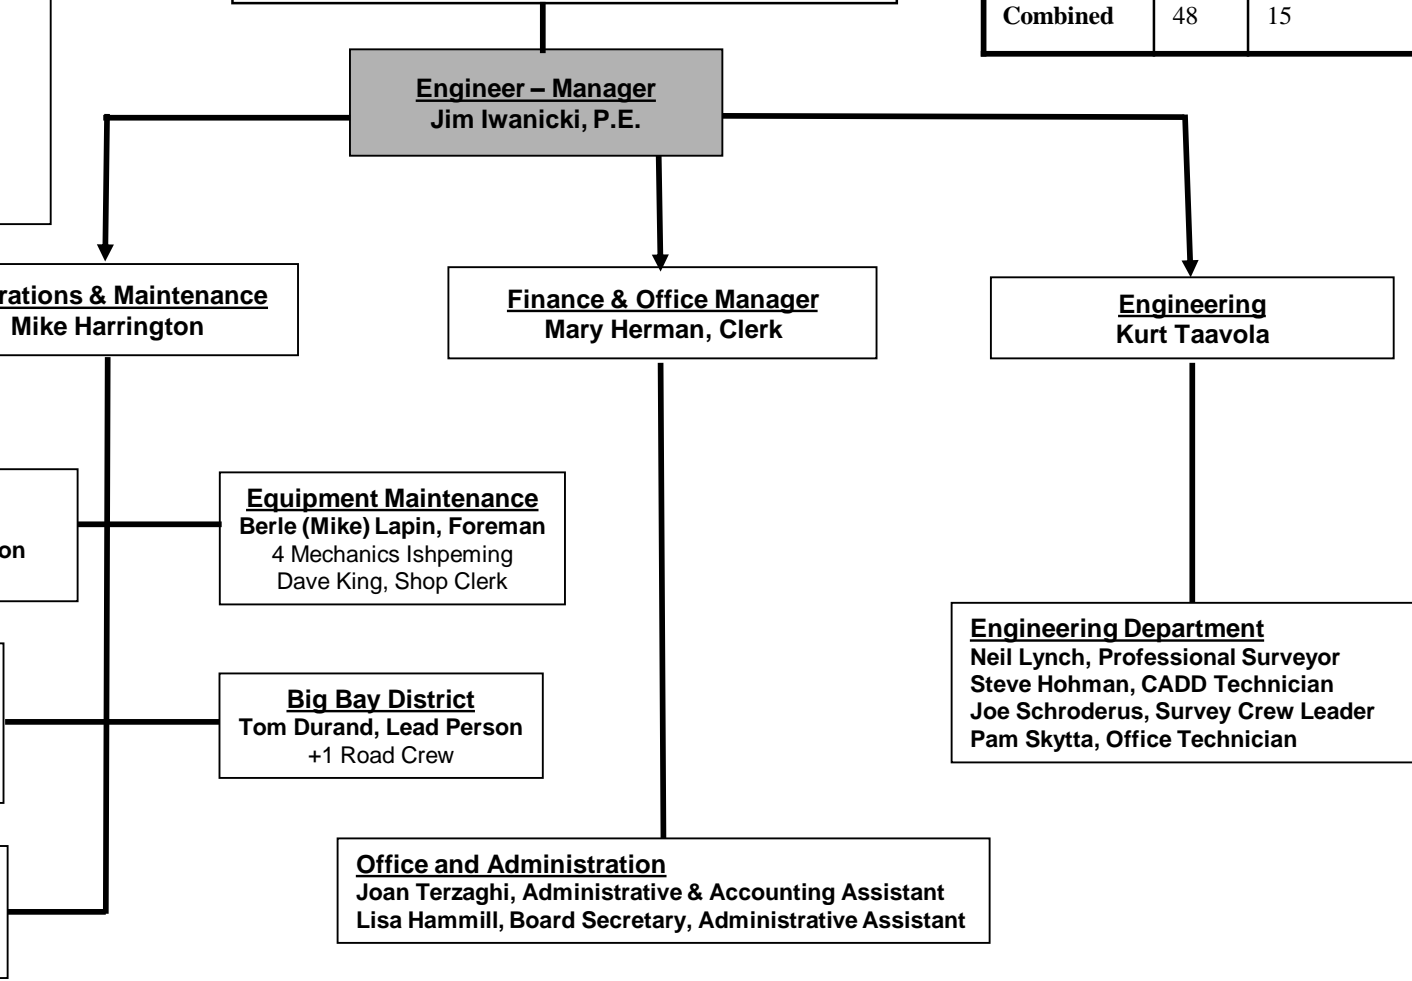 Combined 48 15
Engineer – Manager
Jim Iwanicki, P.E.
rations & Maintenance
Mike Harrington
Finance & Office Manager
Mary Herman, Clerk
Engineering
Kurt Taavola
on
Equipment Maintenance
Berle (Mike) Lapin, Foreman
4 Mechanics Ishpeming
Dave King, Shop Clerk
Big Bay District
Tom Durand, Lead Person
+1 Road Crew
Engineering Department
Neil Lynch, Professional Surveyor
Steve Hohman, CADD Technician
Joe Schroderus, Survey Crew Leader
Pam Skytta, Office Technician
Office and Administration
Joan Terzaghi, Administrative & Accounting Assistant
Lisa Hammill, Board Secretary, Administrative Assistant